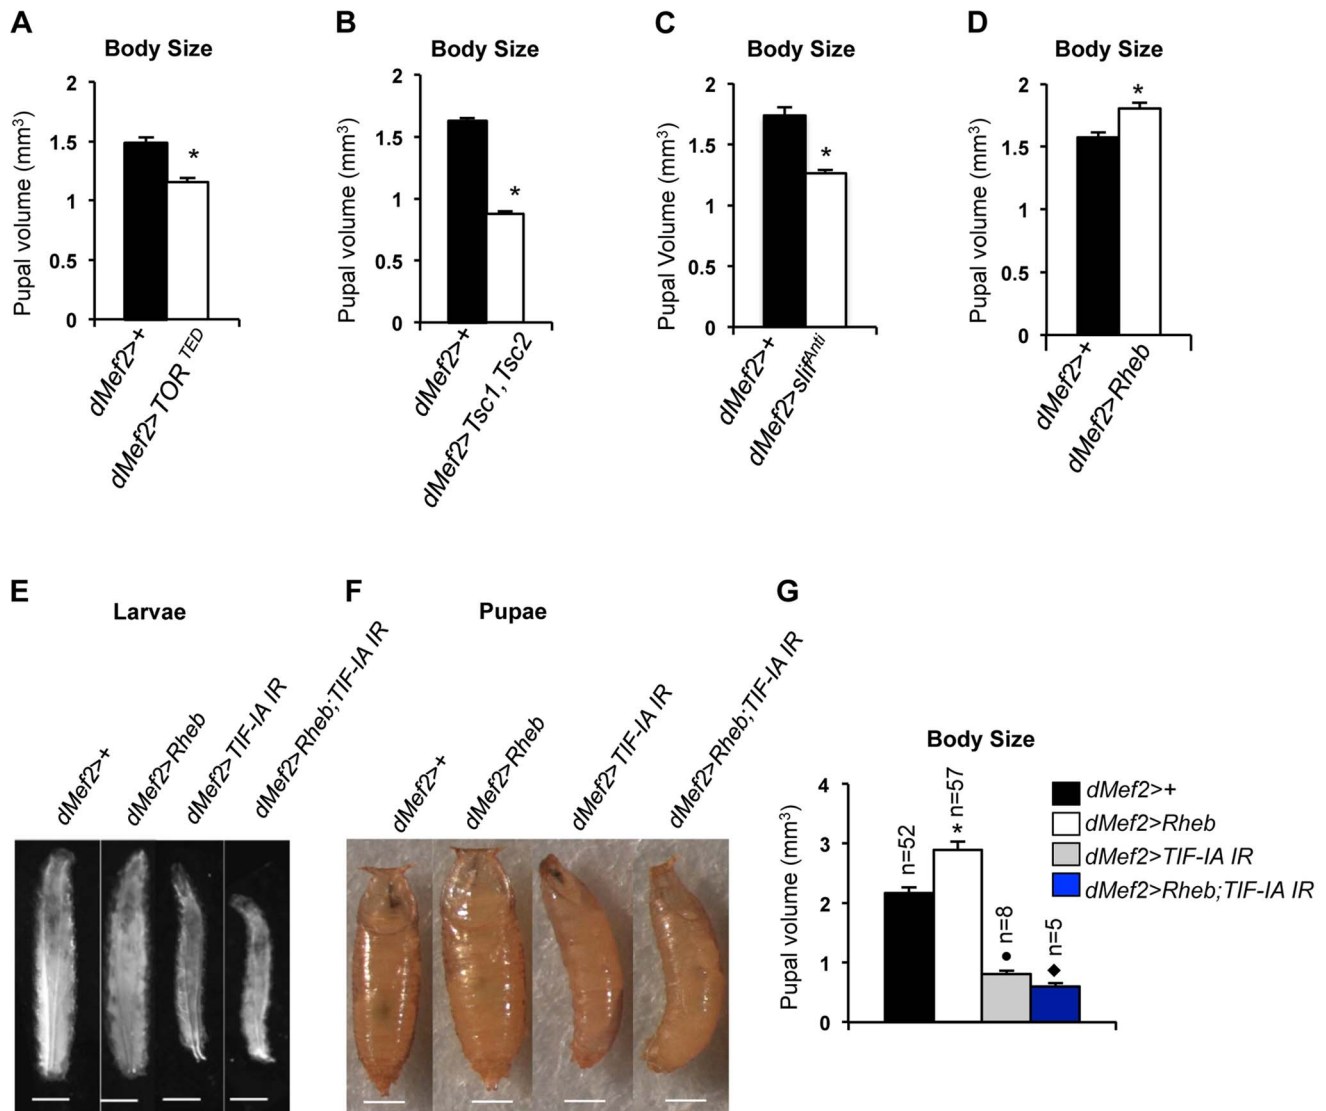 A
Body Size
Pupal volume (mm³)
2
1.5
1
0.5
0
dMef2>+
dMef2>TOR TED
B
Body Size
Pupal volume (mm³)
2
1.5
1
0.5
0
*
*
dMef2>+
dMef2>Tsc1, Tsc2
C
Body Size
Pupal Volume (mm³)
2
1.5
1
0.5
0
*
dMef2>+
dMef2>slifAnti
D
Body Size
Pupal volume (mm³)
2
1.5
1
0.5
0
*
dMef2>+
dMef2>Rheb
E
Larvae
dMef2>+
dMef2>Rheb
dMef2>TIF-IA IR
dMef2>Rheb;TIF-IA IR
F
Pupae
dMef2>+
dMef2>Rheb
dMef2>TIF-IA IR
dMef2>Rheb;TIF-IA IR
G
Body Size
Pupal volume (mm³)
4
3
2
1
0
n=52
* n=57
● n=8
◆ n=5
dMef2>+
dMef2>Rheb
dMef2>TIF-IA IR
dMef2>Rheb;TIF-IA IR